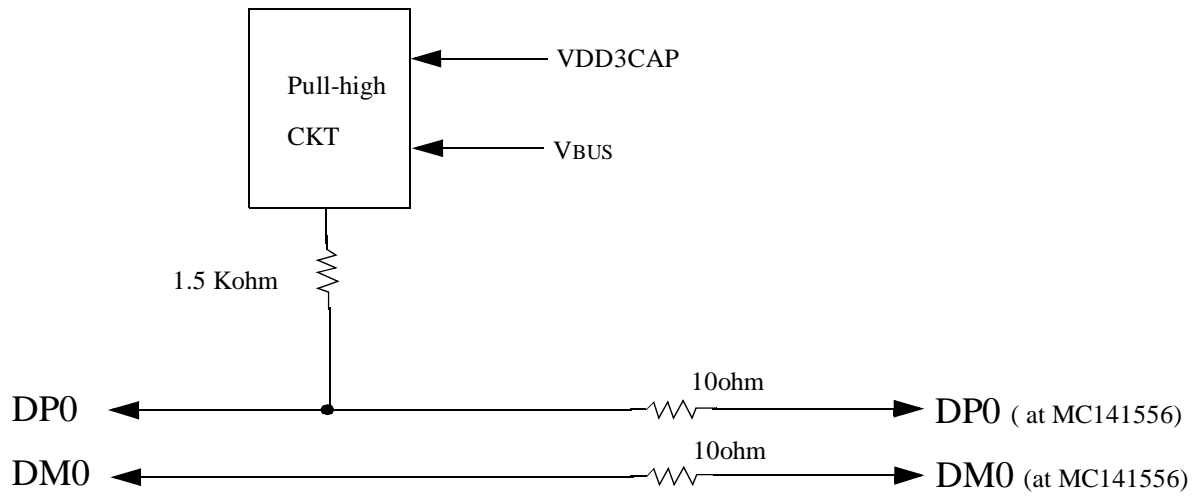 VDD3CAP
Pull-high
CKT
VBUS
1.5 Kohm
10ohm
DP0
DP0 ( at MC141556)
10ohm
DM0
DM0 (at MC141556)